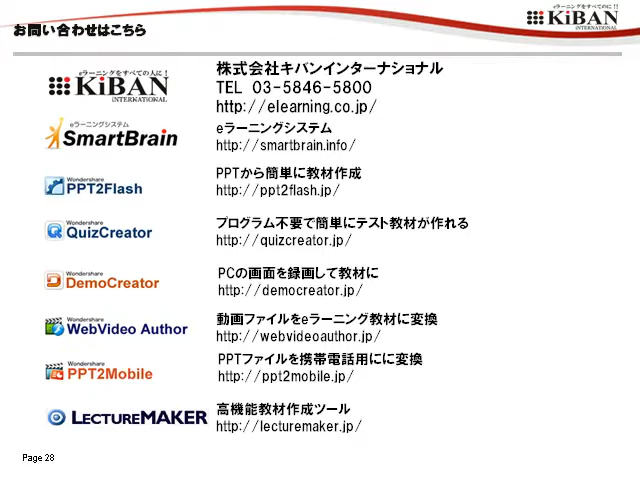 お問い合わせはこちら
eラーニングをすべてのに!!
KiBAN
INTERNATIONAL
eラーニングをすべての人に!!
KiBAN
INTERNATIONAL
株式会社キバンインターナショナル
TEL 03-5846-5800
http://elearning.co.jp/
eラーニングシステム
SmartBrain
eラーニングシステム
http://smartbrain.info/
Wondershare
PPT2Flash
PPTから簡単に教材作成
http://ppt2flash.jp/
Wondershare
QuizCreator
プログラム不要で簡単にテスト教材が作れる
http://quizcreator.jp/
Wondershare
DemoCreator
PCの画面を録画して教材に
http://democreator.jp/
Wondershare
WebVideo Author
動画ファイルをeラーニング教材に変換
http://webvideoauthor.jp/
Wondershare
PPT2Mobile
PPTファイルを携帯電話用にに変換
http://ppt2mobile.jp/
LECTUREMAKER
高機能教材作成ツール
http://lecturemaker.jp/
Page 28